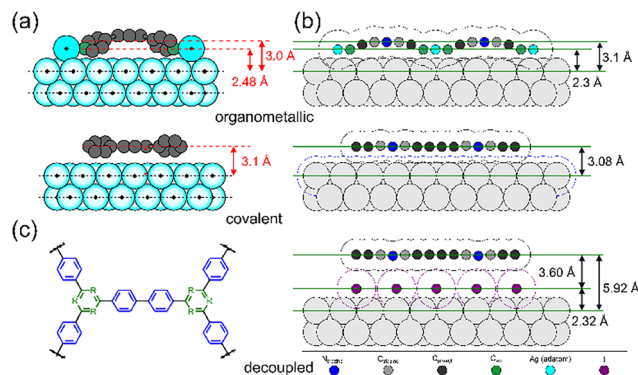 (a)
3.0 Å
2.48 Å
organometallic
3.1 Å
covalent
(b)
3.1 Å
2.3 Å
3.08 Å
3.60 Å
5.92 Å
2.32 Å
(c)
R
R
R
R
decoupled
Ag (adatom)
I